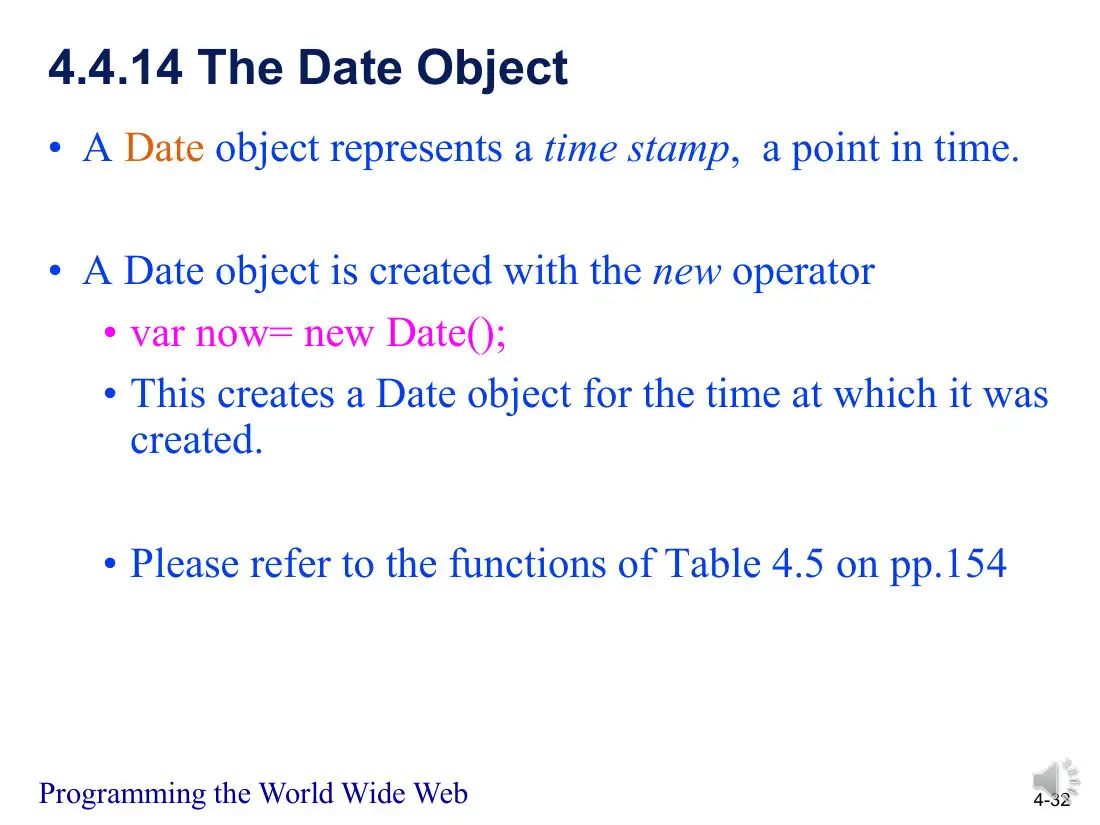 4.4.14 The Date Object
• A Date object represents a time stamp,  a point in time.
• A Date object is created with the new operator
• var now= new Date();
• This creates a Date object for the time at which it was
created.
• Please refer to the functions of Table 4.5 on pp.154
Programming the World Wide Web
4-32